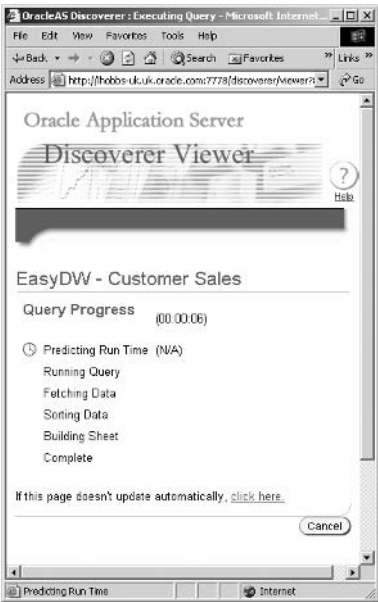 OracleAS Discoverer : Executing Query - Microsoft Internet...
File Edit View Favorites Tools Help
Back Search Favorites » Links »
Address http://lhobbs-uk.uk.oracle.com:7778/discoverer/viewer? Go
Oracle Application Server
Discoverer Viewer
?
Help
EasyDW - Customer Sales
Query Progress (00:00:06)
Predicting Run Time (N/A)
Running Query
Fetching Data
Sorting Data
Building Sheet
Complete
If this page doesn't update automatically, click here.
Cancel
Predicting Run Time Internet